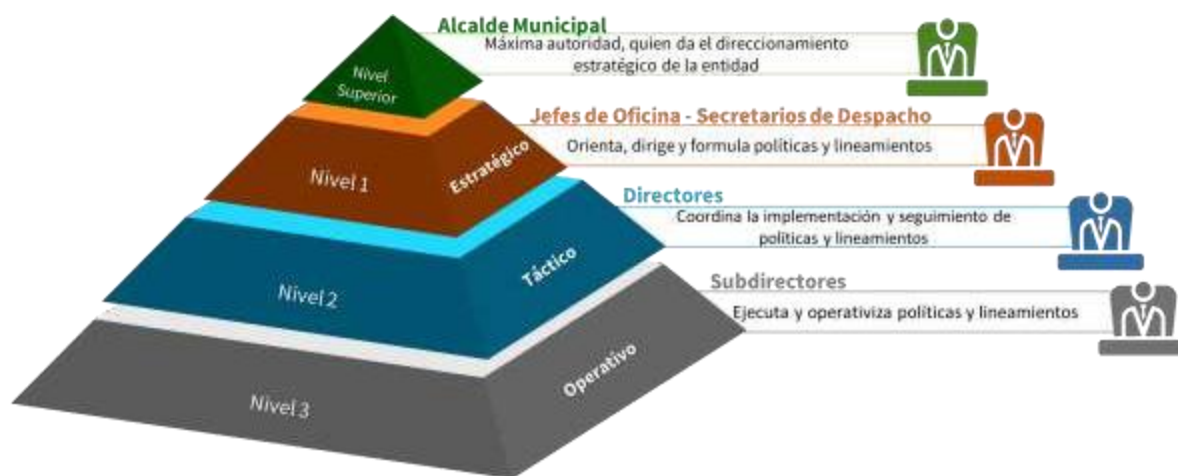 Alcalde Municipal
Máxima autoridad, quien da el direccionamiento
estratégico de la entidad
Nivel
Superior
Jefes de Oficina - Secretarios de Despacho
Orienta, dirige y formula políticas y lineamientos
Nivel 1
Estratégico
Directores
Coordina la implementación y seguimiento de
políticas y lineamientos
Nivel 2
Táctico
Subdirectores
Ejecuta y operativiza políticas y lineamientos
Nivel 3
Operativo